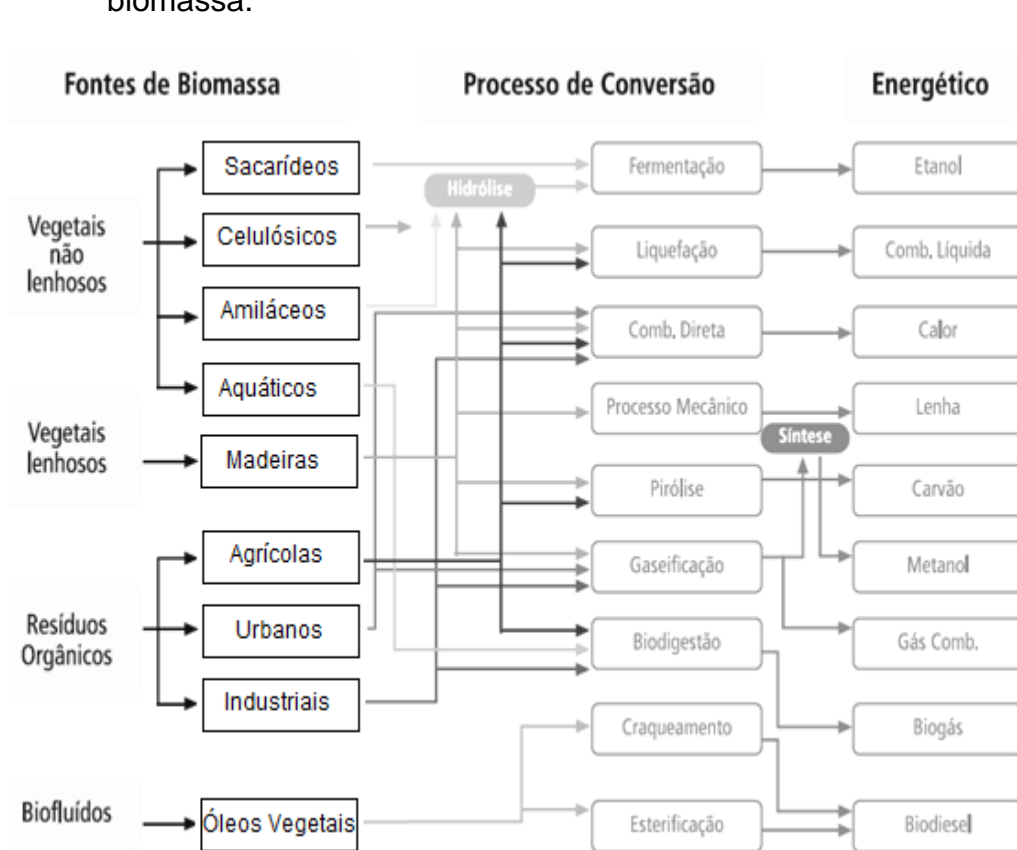 biomassa.
Fontes de Biomassa
Processo de Conversão
Energético
Vegetais
não
lenhosos
Sacarídeos
Celulósicos
Amiláceos
Aquáticos
Vegetais
lenhosos
Madeiras
Resíduos
Orgânicos
Agrícolas
Urbanos
Industriais
Biofluídos
Óleos Vegetais
Hidrólise
Fermentação
Liquefação
Comb. Direta
Processo Mecânico
Pirólise
Gaseificação
Biodigestão
Craqueamento
Esterificação
Síntese
Etanol
Comb. Líquida
Calor
Lenha
Carvão
Metanol
Gás Comb.
Biogás
Biodiesel